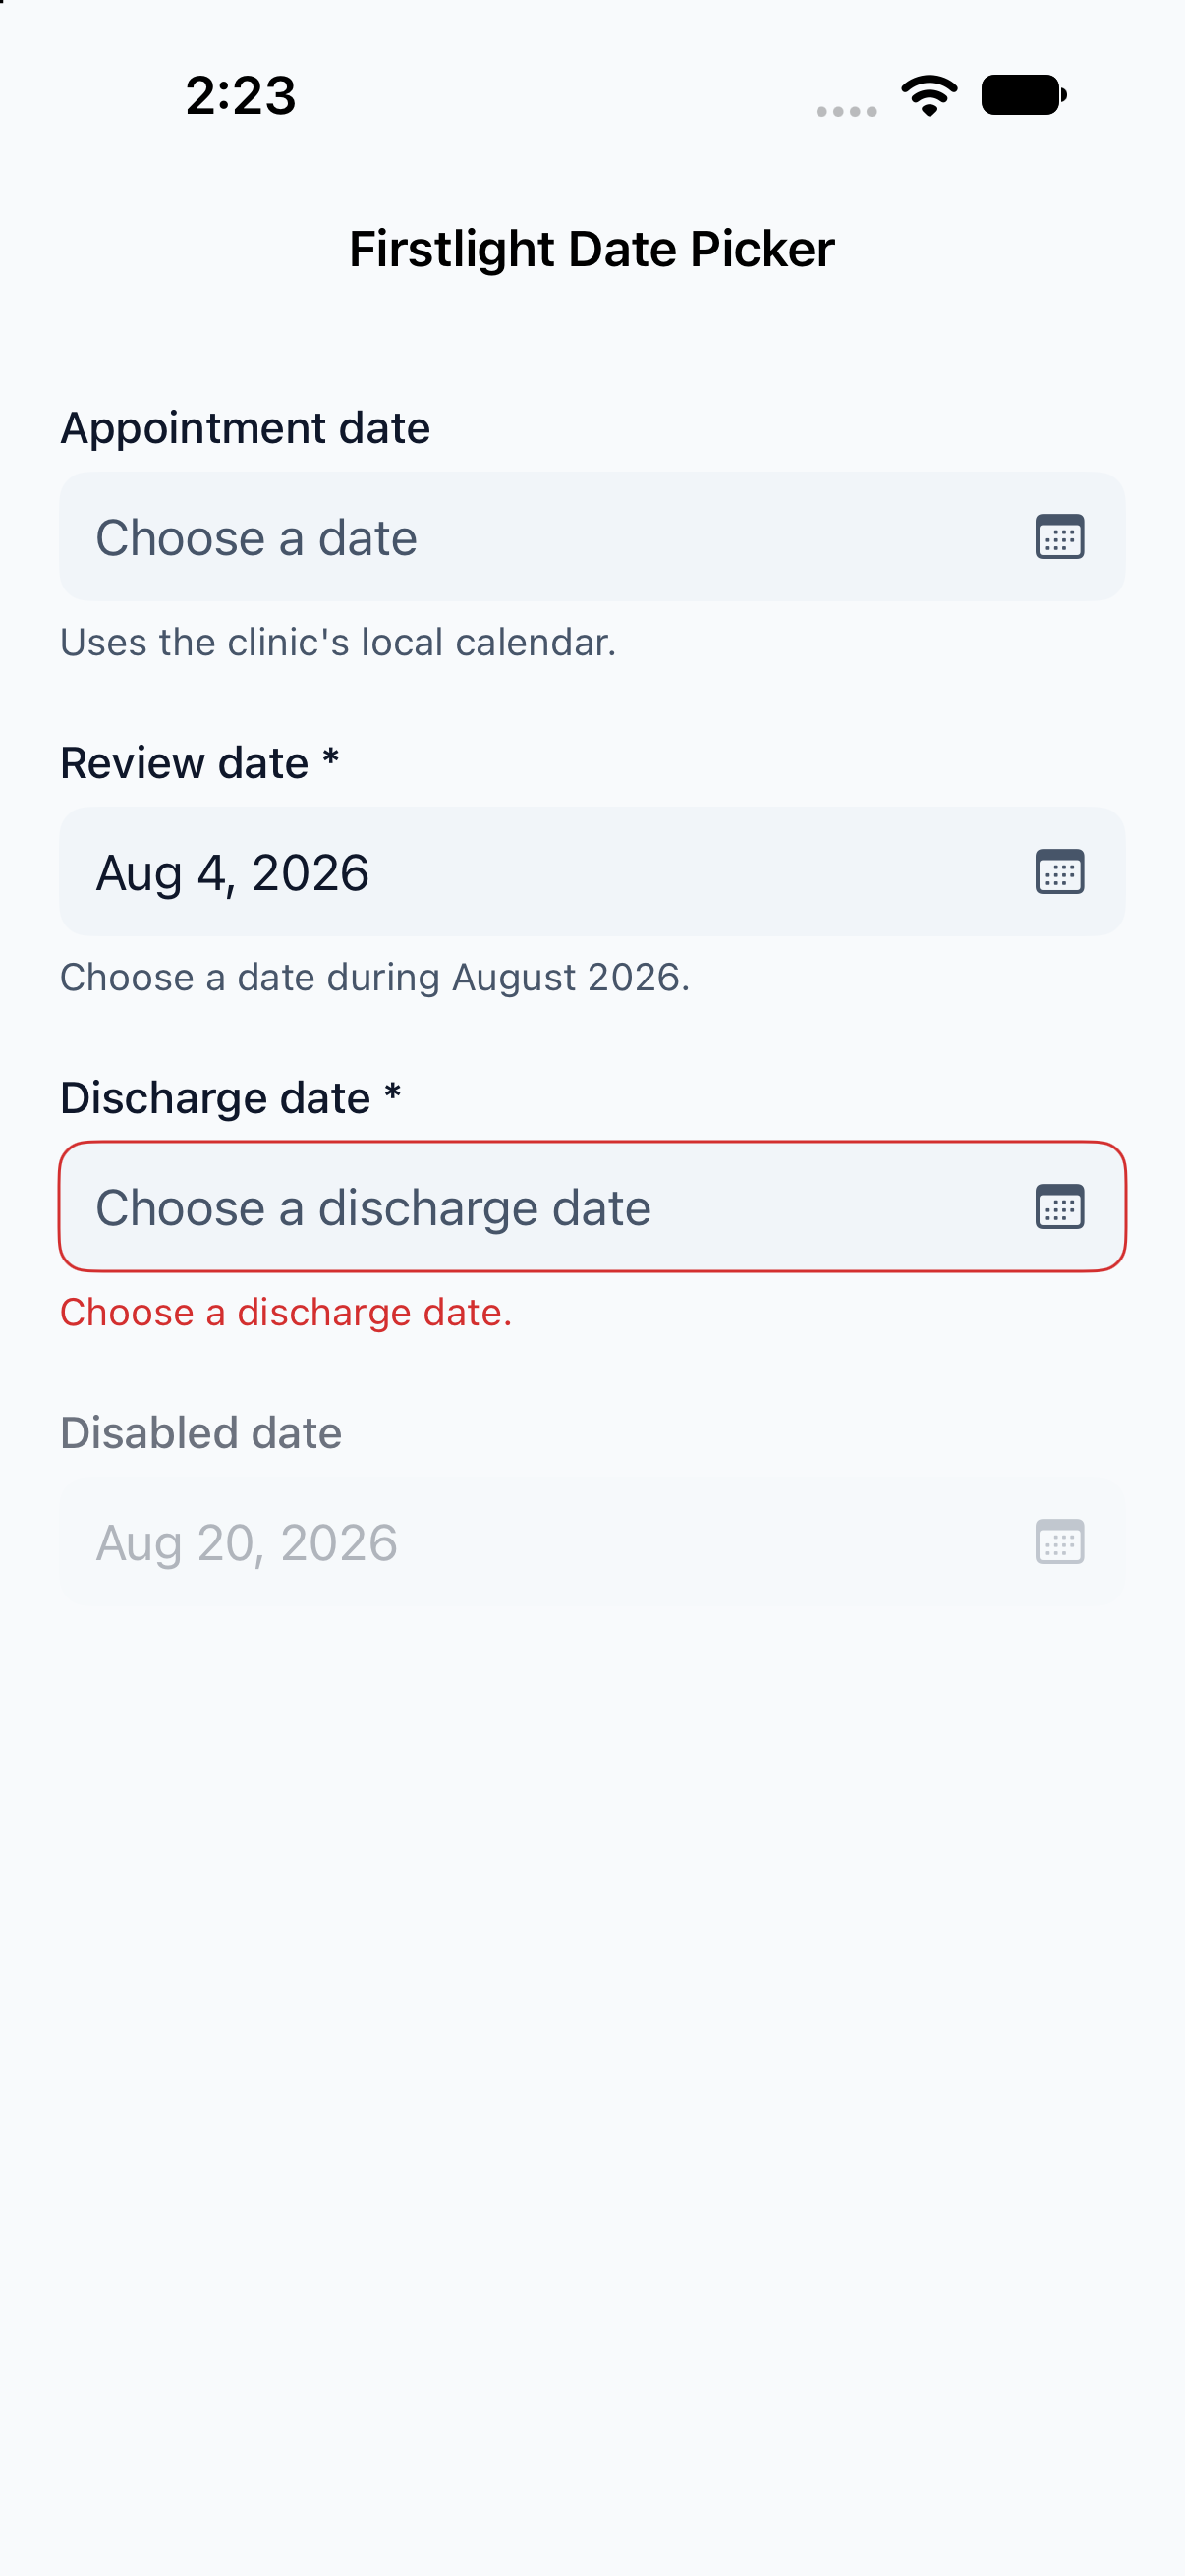 2:23
Firstlight Date Picker
Appointment date
Choose a date
Uses the clinic's local calendar.
Review date *
Aug 4, 2026
Choose a date during August 2026.
Discharge date *
Choose a discharge date
Choose a discharge date.
Disabled date
Aug 20, 2026